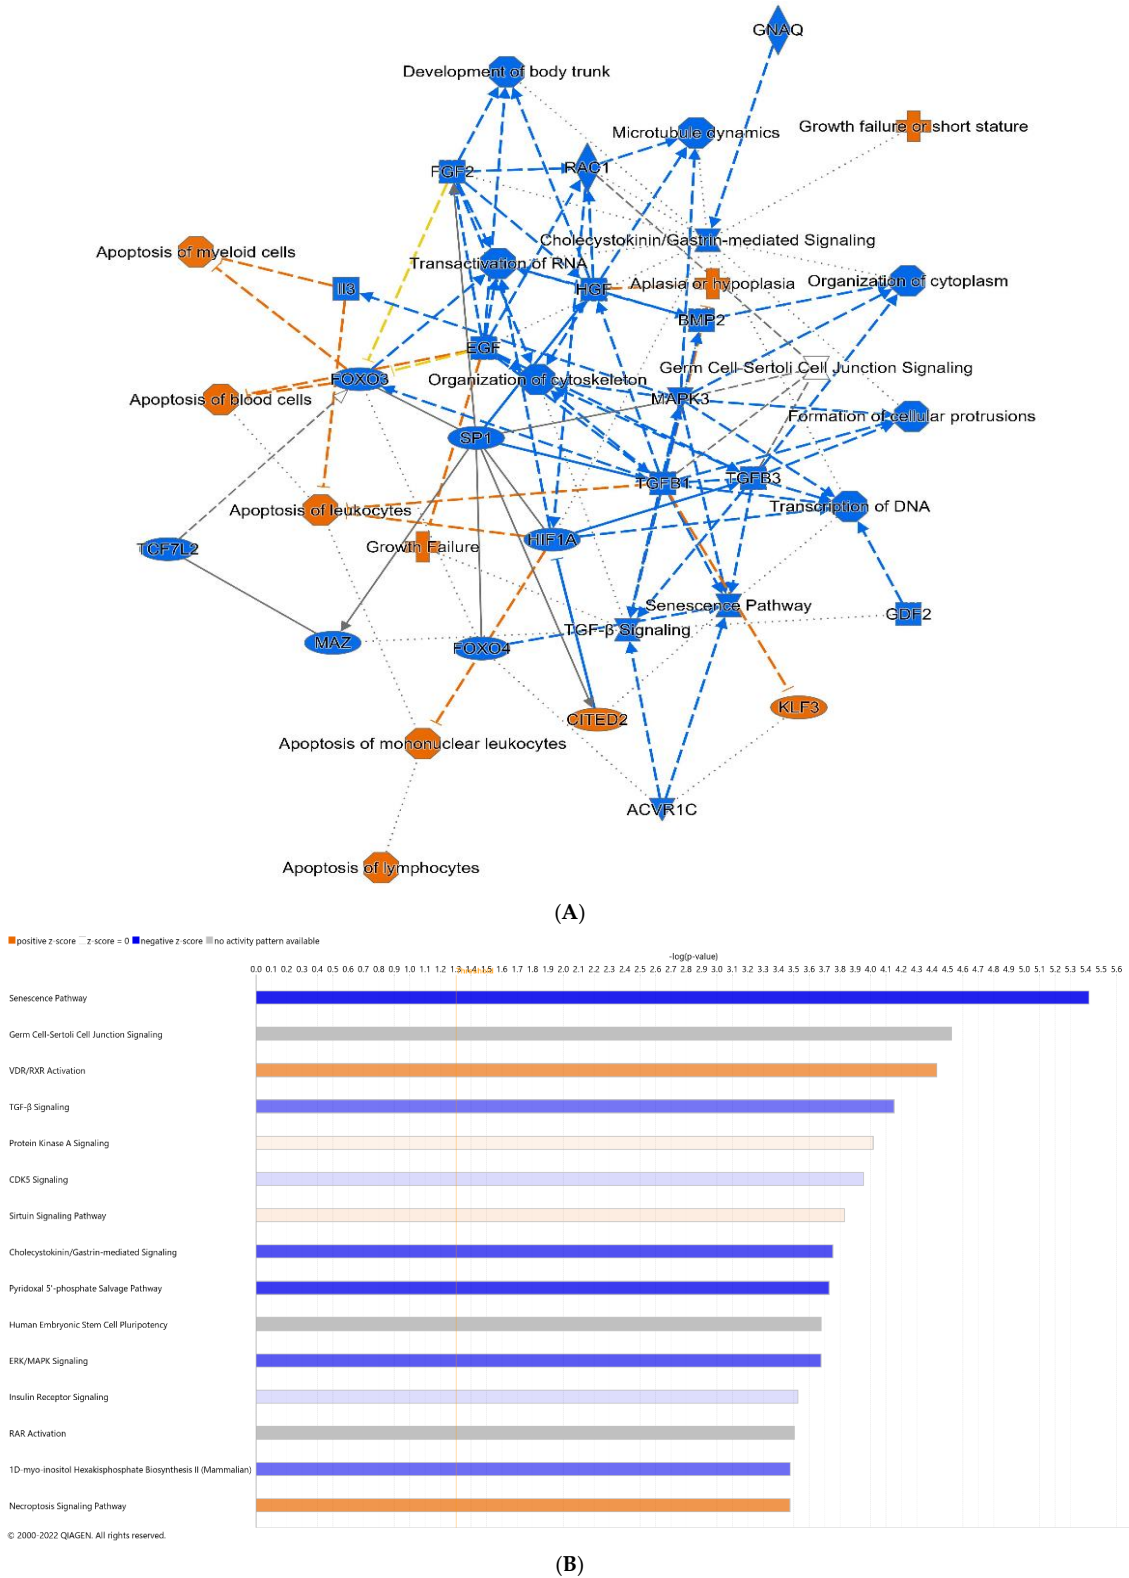 GNAQ
Development of body trunk
Microtubule dynamics
Growth failure or short stature
FGF2
RAC1
Cholecystokinin/Gastrin-mediated Signaling
Apoptosis of myeloid cells
Transactivation of RNA
Il3
HGF
Aplasia or hypoplasia
Organization of cytoplasm
BMP2
EGF
Germ Cell-Sertoli Cell Junction Signaling
FOXO3
Organization of cytoskeleton
Apoptosis of blood cells
MAPK3
Formation of cellular protrusions
SP1
TGFB1
TGFB3
Apoptosis of leukocytes
Transcription of DNA
TCF7L2
Growth Failure
HIF1A
Senescence Pathway
GDF2
TGF-β Signaling
MAZ
FOXO4
KLF3
CITED2
Apoptosis of mononuclear leukocytes
ACVR1C
Apoptosis of lymphocytes
(A)
positive z-score z-score = 0 negative z-score no activity pattern available
-log(p-value)
0.0 0.1 0.2 0.3 0.4 0.5 0.6 0.7 0.8 0.9 1.0 1.1 1.2 1.3 1.4 1.5 1.6 1.7 1.8 1.9 2.0 2.1 2.2 2.3 2.4 2.5 2.6 2.7 2.8 2.9 3.0 3.1 3.2 3.3 3.4 3.5 3.6 3.7 3.8 3.9 4.0 4.1 4.2 4.3 4.4 4.5 4.6 4.7 4.8 4.9 5.0 5.1 5.2 5.3 5.4 5.5 5.6
Senescence Pathway
Germ Cell-Sertoli Cell Junction Signaling
VDR/RXR Activation
TGF-β Signaling
Protein Kinase A Signaling
CDK5 Signaling
Sirtuin Signaling Pathway
Cholecystokinin/Gastrin-mediated Signaling
Pyridoxal 5'-phosphate Salvage Pathway
Human Embryonic Stem Cell Pluripotency
ERK/MAPK Signaling
Insulin Receptor Signaling
RAR Activation
1D-myo-inositol Hexakisphosphate Biosynthesis II (Mammalian)
Necroptosis Signaling Pathway
© 2000-2022 QIAGEN. All rights reserved.
(B)